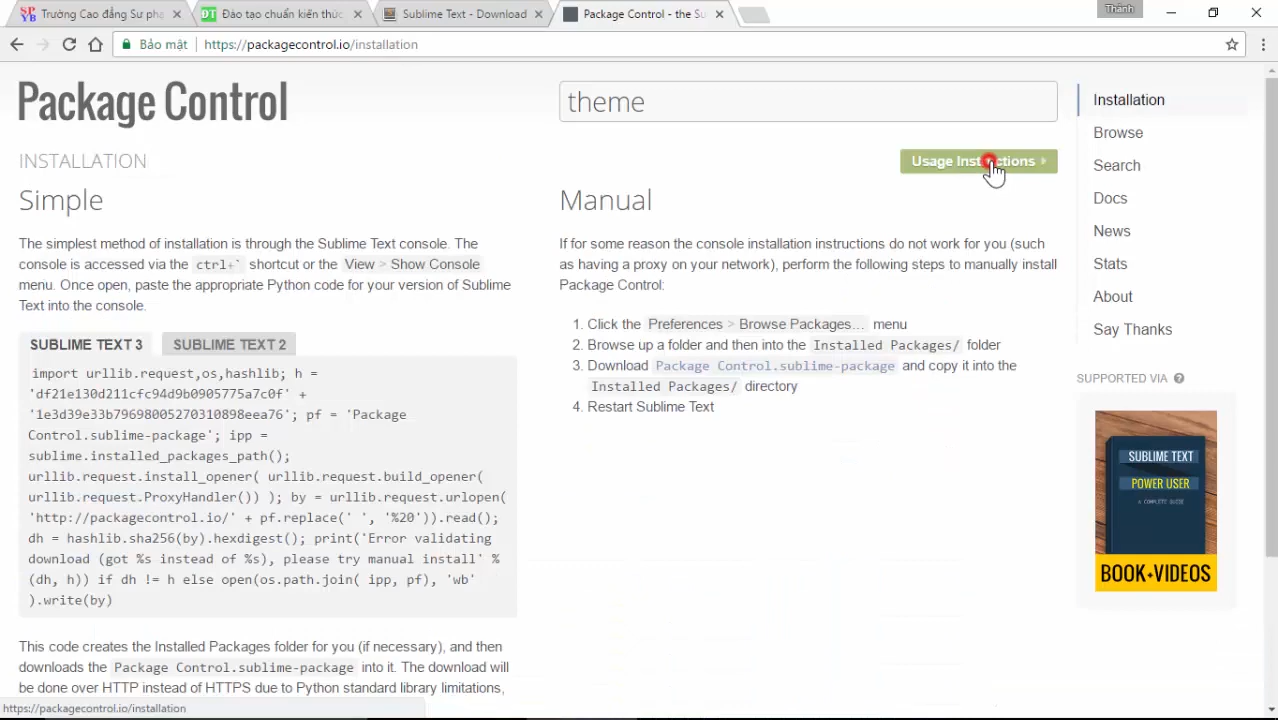 Trường Cao đẳng Sư phạ
Đào tạo chuẩn kiến thức
Sublime Text - Download
Package Control - the Su
Thành
Bảo mật
https://packagecontrol.io/installation
Package Control
theme
INSTALLATION
Usage Instructions
Simple
The simplest method of installation is through the Sublime Text console. The
console is accessed via the ctrl+` shortcut or the View > Show Console
menu. Once open, paste the appropriate Python code for your version of Sublime
Text into the console.
SUBLIME TEXT 3
SUBLIME TEXT 2
import urllib.request,os,hashlib; h =
'df21e130d211cfc94d9b0905775a7c0f' +
'1e3d39e33b79698005270310898eea76'; pf = 'Package
Control.sublime-package'; ipp =
sublime.installed_packages_path();
urllib.request.install_opener( urllib.request.build_opener(
urllib.request.ProxyHandler()) ); by = urllib.request.urlopen(
'http://packagecontrol.io/' + pf.replace(' ', '%20')).read();
dh = hashlib.sha256(by).hexdigest(); print('Error validating
download (got %s instead of %s), please try manual install' %
(dh, h)) if dh != h else open(os.path.join( ipp, pf), 'wb'
).write(by)
This code creates the Installed Packages folder for you (if necessary), and then
downloads the Package Control.sublime-package into it. The download will
be done over HTTP instead of HTTPS due to Python standard library limitations,
Manual
If for some reason the console installation instructions do not work for you (such
as having a proxy on your network), perform the following steps to manually install
Package Control:
1. Click the Preferences > Browse Packages… menu
2. Browse up a folder and then into the Installed Packages/ folder
3. Download Package Control.sublime-package and copy it into the
Installed Packages/ directory
4. Restart Sublime Text
Installation
Browse
Search
Docs
News
Stats
About
Say Thanks
SUPPORTED VIA ?
SUBLIME TEXT
POWER USER
A COMPLETE GUIDE
BOOK+VIDEOS
https://packagecontrol.io/installation